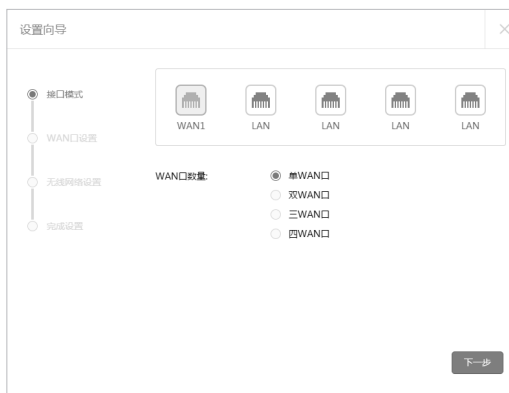 设置向导
接口模式
WAN口设置
无线网络设置
完成设置
WAN1 LAN LAN LAN LAN
WAN口数量: 单WAN口
双WAN口
三WAN口
四WAN口
下一步